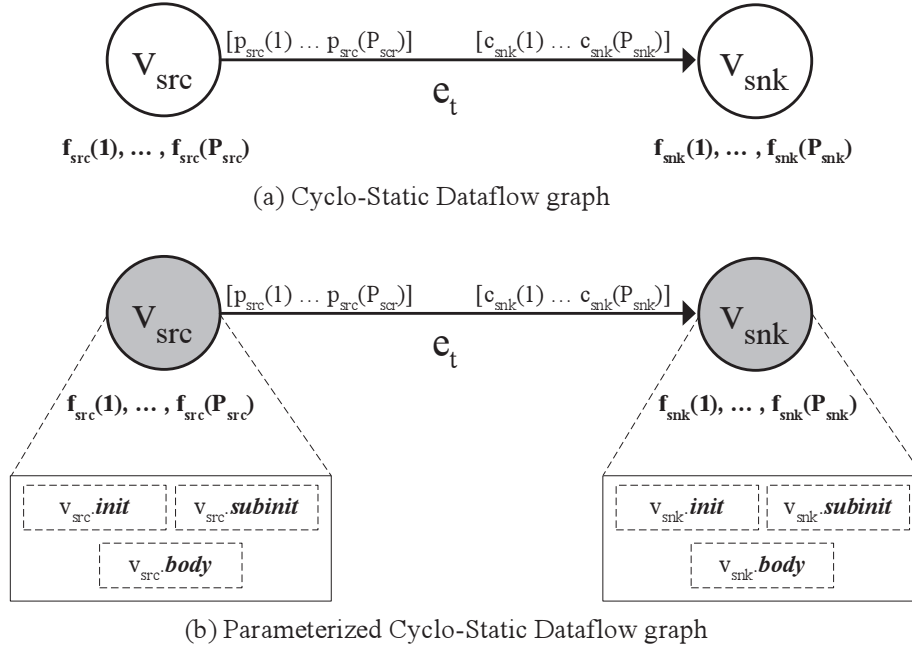 [p_src(1) … p_src(P_scr)] [c_snk(1) … c_snk(P_snk)]
v_src v_snk
e_t
f_src(1), … , f_src(P_src) f_snk(1), … , f_snk(P_snk)
(a) Cyclo-Static Dataflow graph
[p_src(1) … p_src(P_scr)] [c_snk(1) … c_snk(P_snk)]
v_src v_snk
e_t
f_src(1), … , f_src(P_src) f_snk(1), … , f_snk(P_snk)
v_src.init v_src.subinit v_snk.init v_snk.subinit
v_src.body v_snk.body
(b) Parameterized Cyclo-Static Dataflow graph